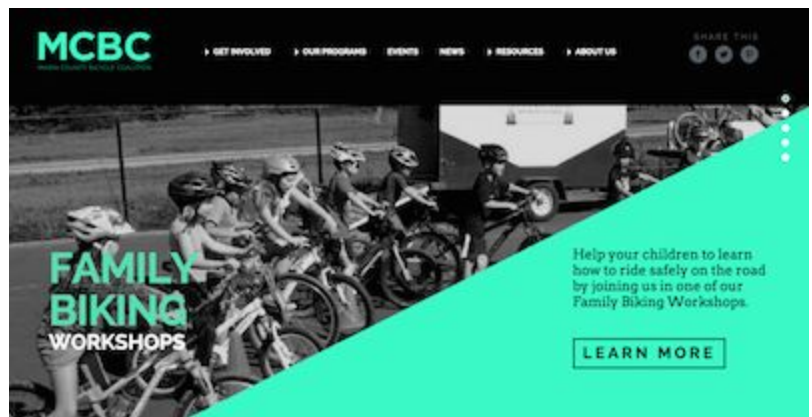 MCBC
MARIN COUNTY BICYCLE COALITION
GET INVOLVED
OUR PROGRAMS
EVENTS
NEWS
RESOURCES
ABOUT US
SHARE THIS
FAMILY
BIKING
WORKSHOPS
Help your children to learn
how to ride safely on the road
by joining us in one of our
Family Biking Workshops.
LEARN MORE